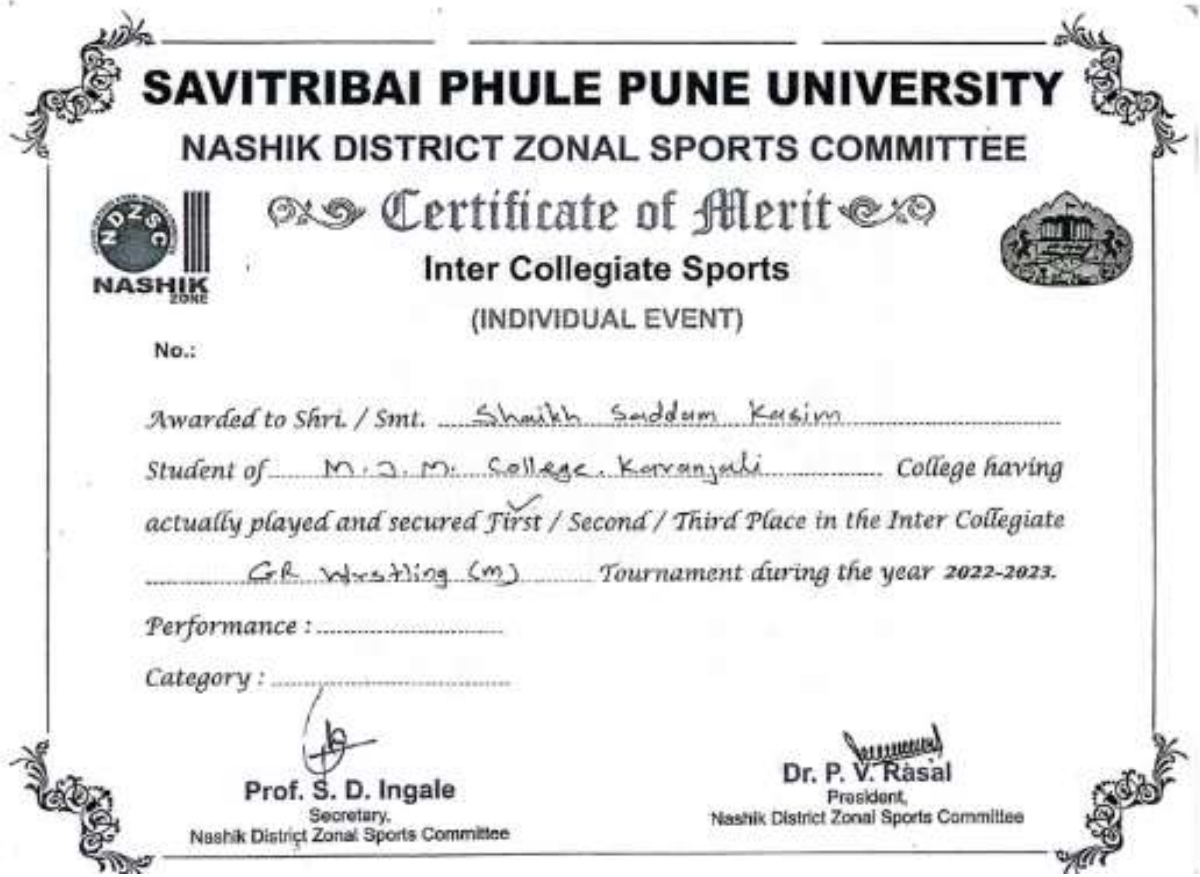 SAVITRIBAI PHULE PUNE UNIVERSITY
NASHIK DISTRICT ZONAL SPORTS COMMITTEE
Certificate of Merit
NDZSC
NASHIK
ZONE
Inter Collegiate Sports
(INDIVIDUAL EVENT)
No.:
Awarded to Shri. / Smt. Shaikh Saddam Kasim
Student of M.J.M. College. Karanjali College having
actually played and secured First / Second / Third Place in the Inter Collegiate
GR Wrestling (M) Tournament during the year 2022-2023.
Performance :
Category :
Prof. S. D. Ingale
Secretary,
Nashik District Zonal Sports Committee
Dr. P. V. Rasal
President,
Nashik District Zonal Sports Committee